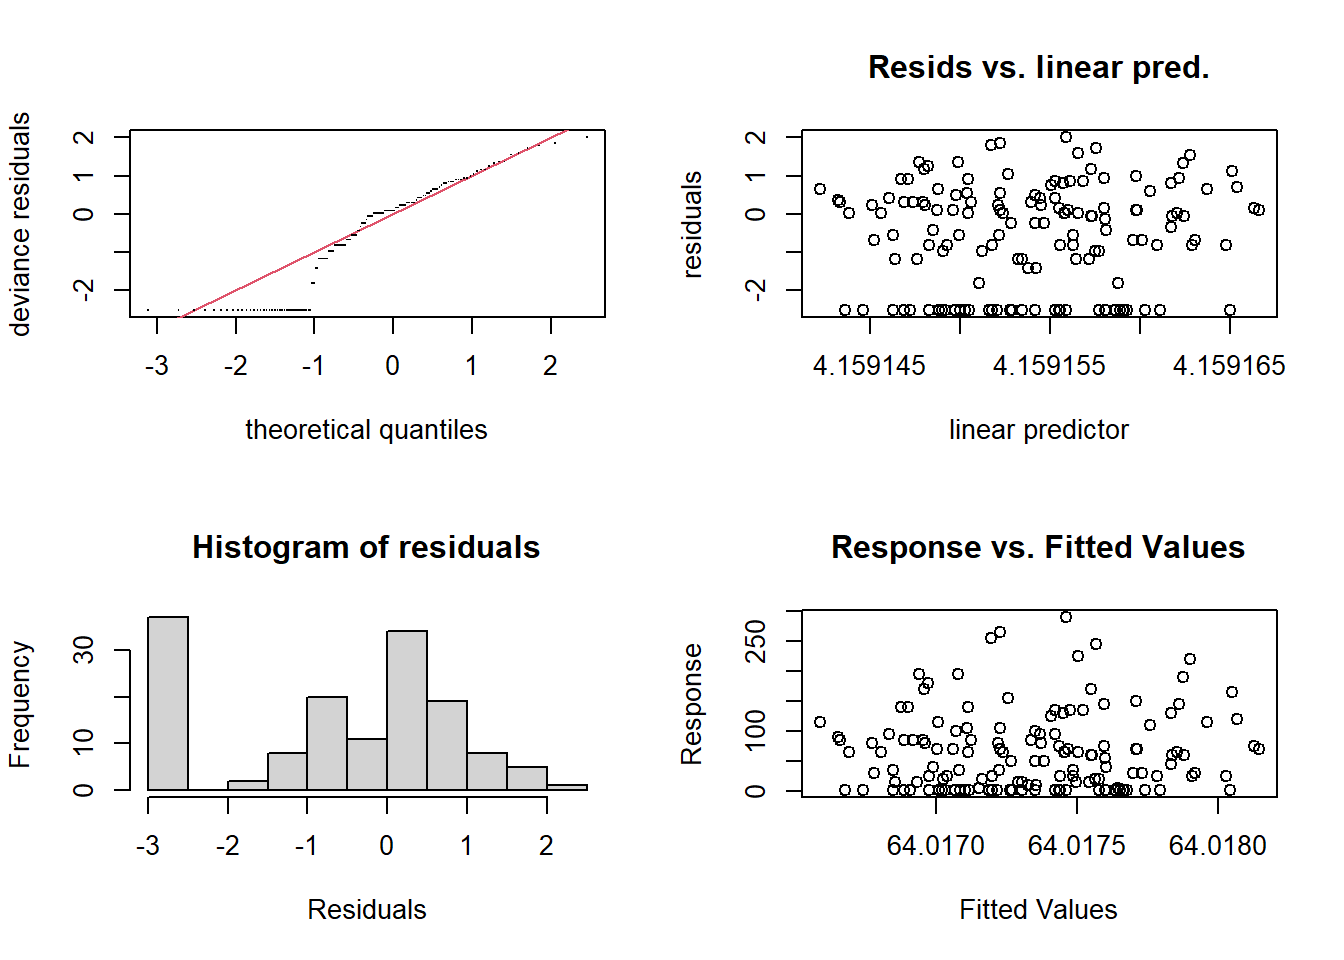 deviance residuals
2
1
0
-2
-3
-2
-1
0
1
2
theoretical quantiles
Resids vs. linear pred.
residuals
2
1
0
-2
4.159145
4.159155
4.159165
linear predictor
Histogram of residuals
Frequency
30
10
0
-3
-2
-1
0
1
2
Residuals
Response vs. Fitted Values
Response
250
100
0
64.0170
64.0175
64.0180
Fitted Values